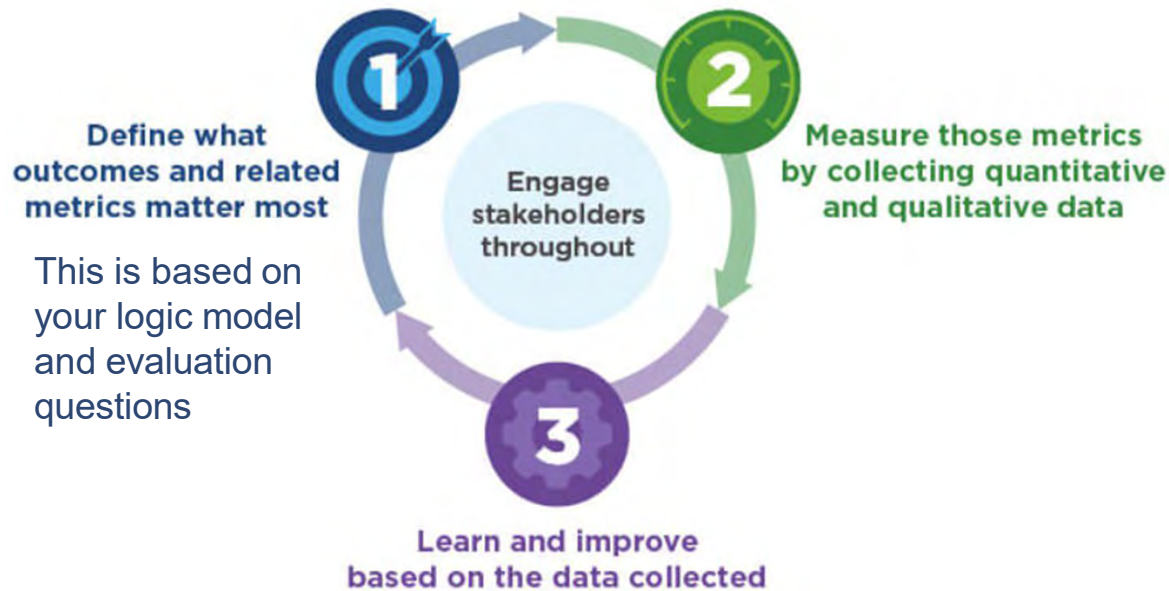 1
Define what
outcomes and related
metrics matter most
This is based on
your logic model
and evaluation
questions
2
Measure those metrics
by collecting quantitative
and qualitative data
Engage
stakeholders
throughout
3
Learn and improve
based on the data collected